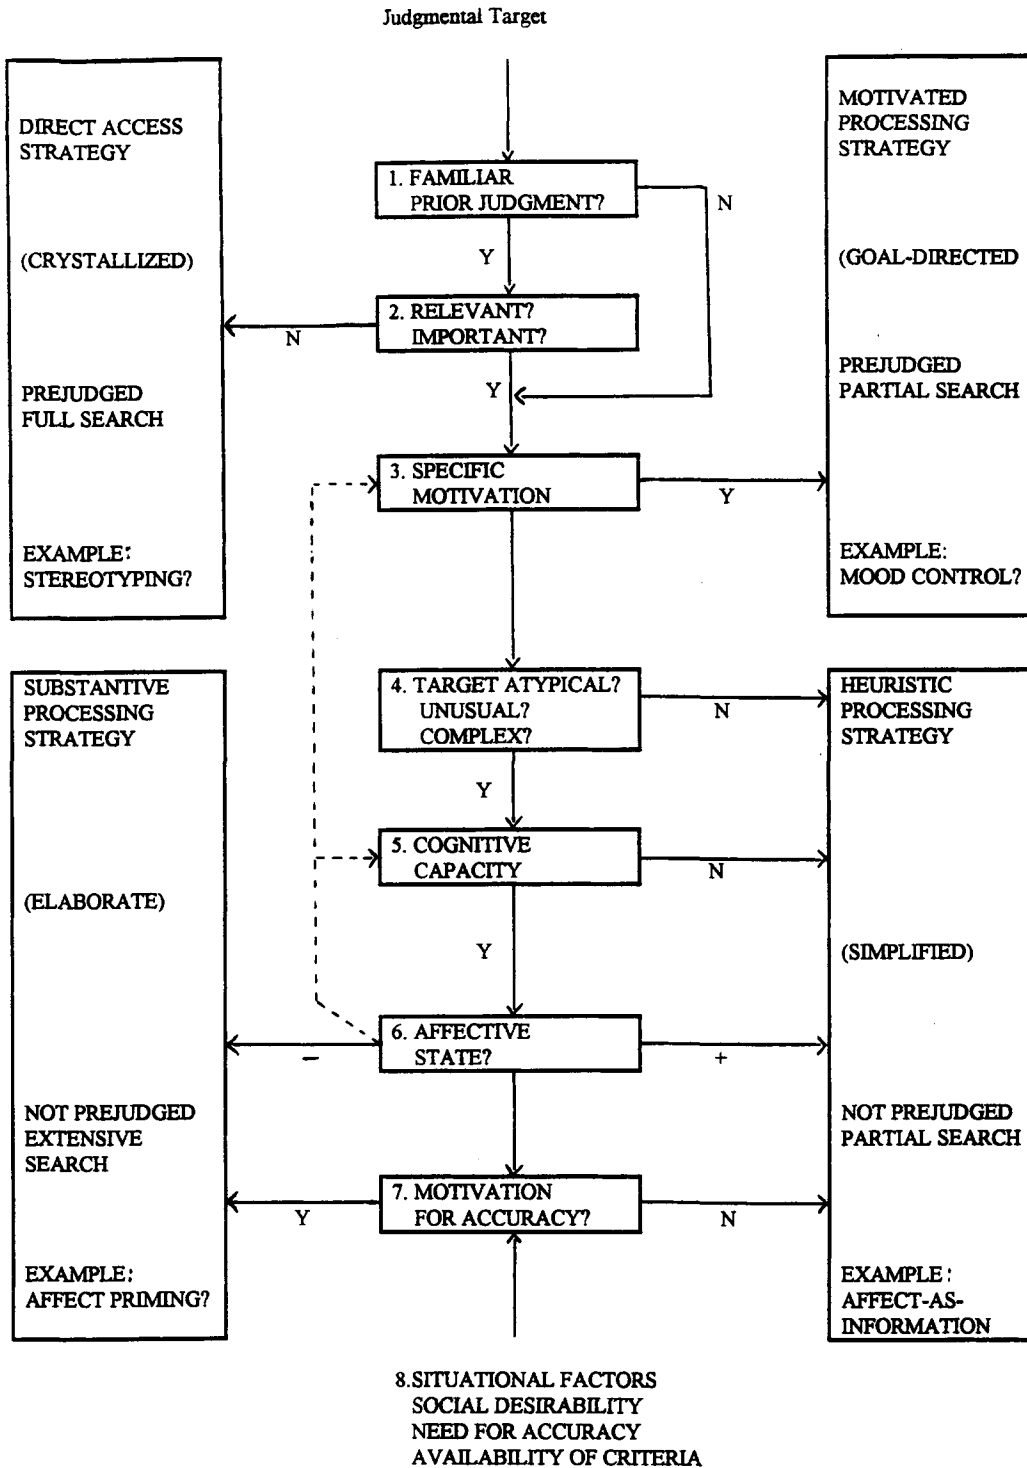 Judgmental Target
DIRECT ACCESS
STRATEGY
(CRYSTALLIZED)
PREJUDGED
FULL SEARCH
EXAMPLE:
STEREOTYPING?
MOTIVATED
PROCESSING
STRATEGY
(GOAL-DIRECTED
PREJUDGED
PARTIAL SEARCH
EXAMPLE:
MOOD CONTROL?
1. FAMILIAR
PRIOR JUDGMENT?
N
Y
2. RELEVANT?
IMPORTANT?
N
Y
3. SPECIFIC
MOTIVATION
Y
SUBSTANTIVE
PROCESSING
STRATEGY
(ELABORATE)
NOT PREJUDGED
EXTENSIVE
SEARCH
EXAMPLE:
AFFECT PRIMING?
4. TARGET ATYPICAL?
UNUSUAL?
COMPLEX?
N
Y
5. COGNITIVE
CAPACITY
N
Y
6. AFFECTIVE
STATE?
–
+
7. MOTIVATION
FOR ACCURACY?
Y
N
HEURISTIC
PROCESSING
STRATEGY
(SIMPLIFIED)
NOT PREJUDGED
PARTIAL SEARCH
EXAMPLE:
AFFECT-AS-
INFORMATION
8.SITUATIONAL FACTORS
SOCIAL DESIRABILITY
NEED FOR ACCURACY
AVAILABILITY OF CRITERIA